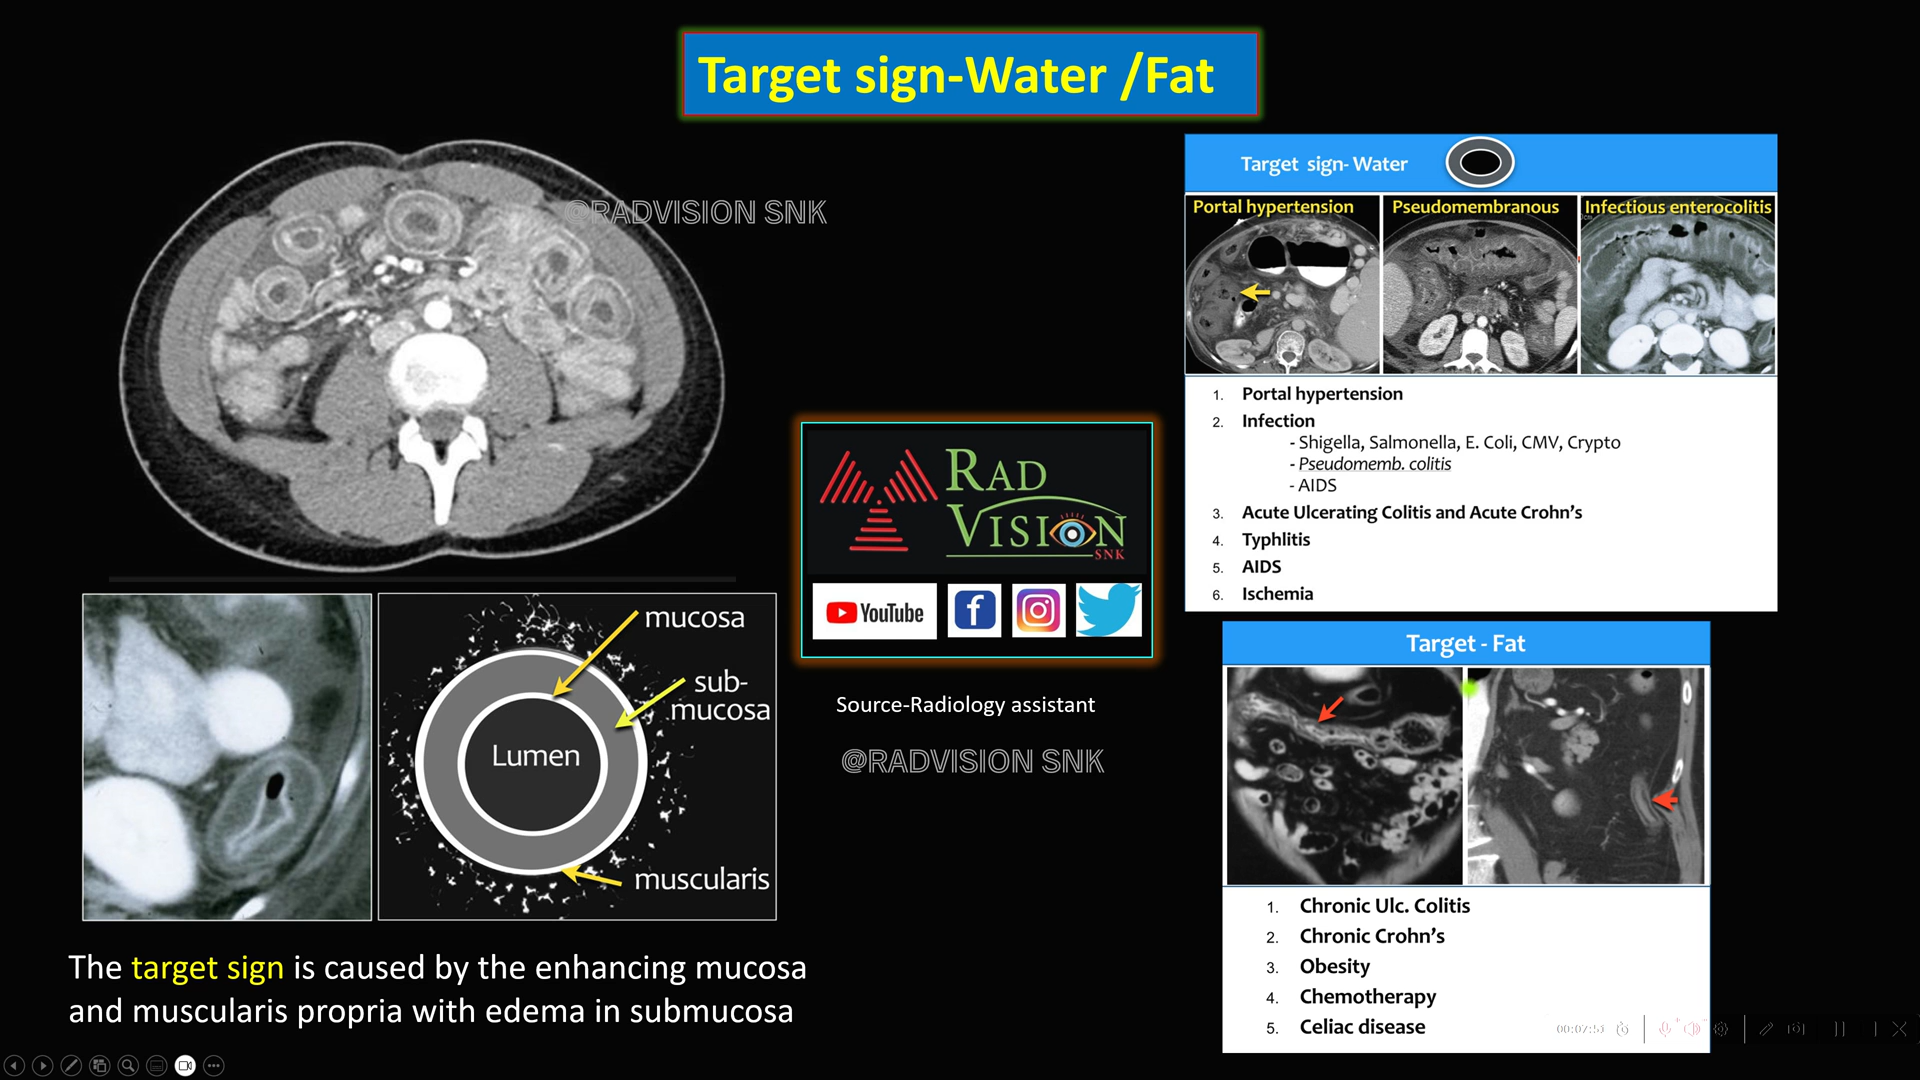 Target sign-Water /Fat
@RADVISION SNK
mucosa
sub-
mucosa
Lumen
muscularis
The target sign is caused by the enhancing mucosa
and muscularis propria with edema in submucosa
RAD
VISION
SNK
YouTube
Source-Radiology assistant
@RADVISION SNK
Target sign- Water
Portal hypertension
Pseudomembranous
Infectious enterocolitis
1. Portal hypertension
2. Infection
- Shigella, Salmonella, E. Coli, CMV, Crypto
- Pseudomemb. colitis
- AIDS
3. Acute Ulcerating Colitis and Acute Crohn's
4. Typhlitis
5. AIDS
6. Ischemia
Target - Fat
1. Chronic Ulc. Colitis
2. Chronic Crohn's
3. Obesity
4. Chemotherapy
5. Celiac disease